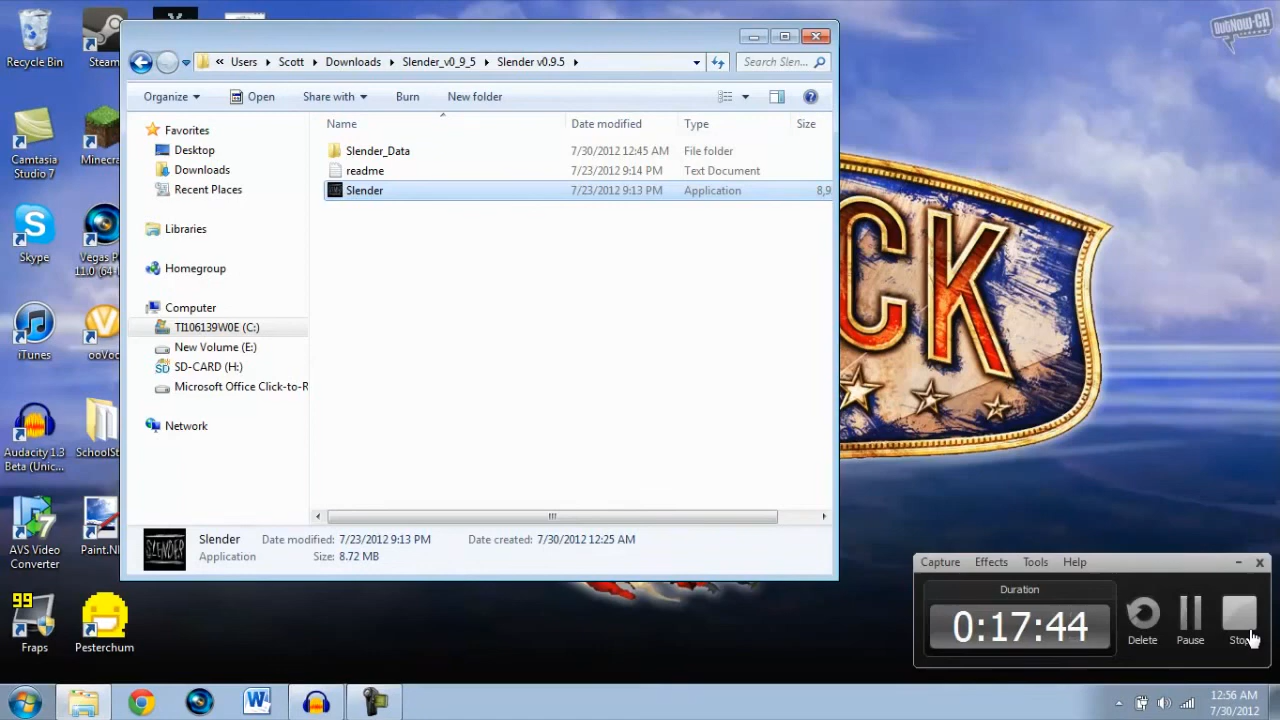 OutNow-CH
Recycle Bin
Steam
Camtasia
Studio 7
Minecra
Skype
Vegas P
11.0 (64-
iTunes
ooVoo
Audacity 1.3
Beta (Unic...
SchoolSt
AVS Video
Converter
Paint.N
99
Fraps
Pesterchum
« Users Scott Downloads Slender_v0_9_5 Slender v0.9.5
Search Slen...
Organize Open Share with Burn New folder
Favorites
Desktop
Downloads
Recent Places
Libraries
Homegroup
Computer
TI106139W0E (C:)
New Volume (E:)
SD-CARD (H:)
Microsoft Office Click-to-R
Network
Name Date modified Type Size
Slender_Data 7/30/2012 12:45 AM File folder
readme 7/23/2012 9:14 PM Text Document
Slender 7/23/2012 9:13 PM Application 8,9
SLENDER
Slender Date modified: 7/23/2012 9:13 PM Date created: 7/30/2012 12:25 AM
Application Size: 8.72 MB
CK
Capture Effects Tools Help
Duration
0:17:44
Delete Pause Stop
12:56 AM
7/30/2012